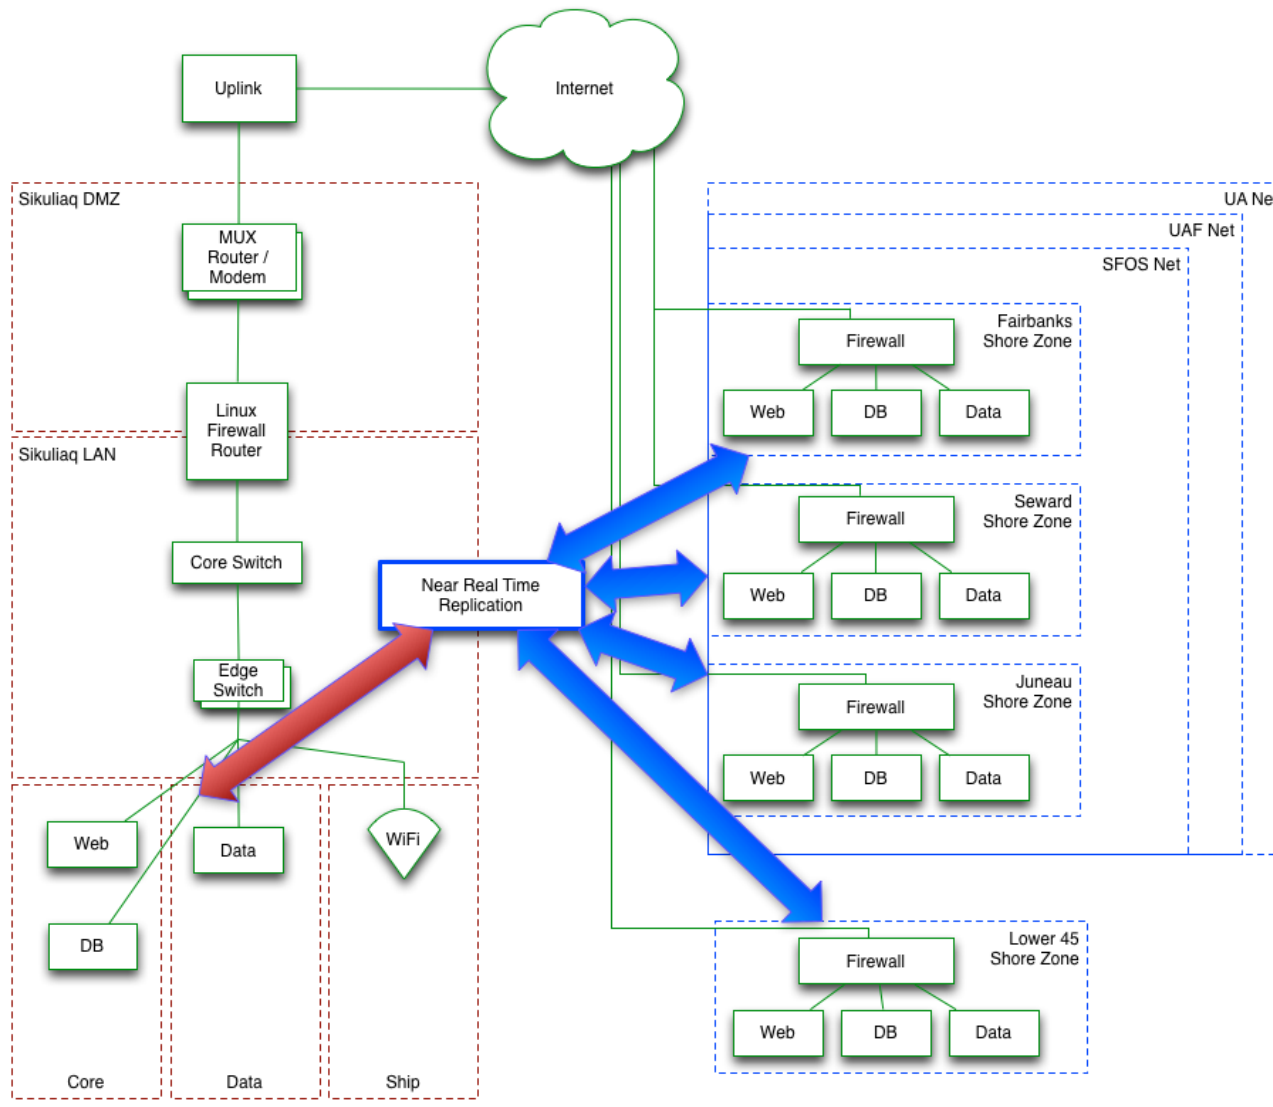 Uplink
Internet
Sikuliaq DMZ
MUX
Router /
Modem
Linux
Firewall
Router
Sikuliaq LAN
Core Switch
Near Real Time
Replication
Edge
Switch
Web
Data
WiFi
DB
Core
Data
Ship
UA Ne
UAF Net
SFOS Net
Fairbanks
Shore Zone
Firewall
Web
DB
Data
Seward
Shore Zone
Firewall
Web
DB
Data
Juneau
Shore Zone
Firewall
Web
DB
Data
Lower 45
Shore Zone
Firewall
Web
DB
Data